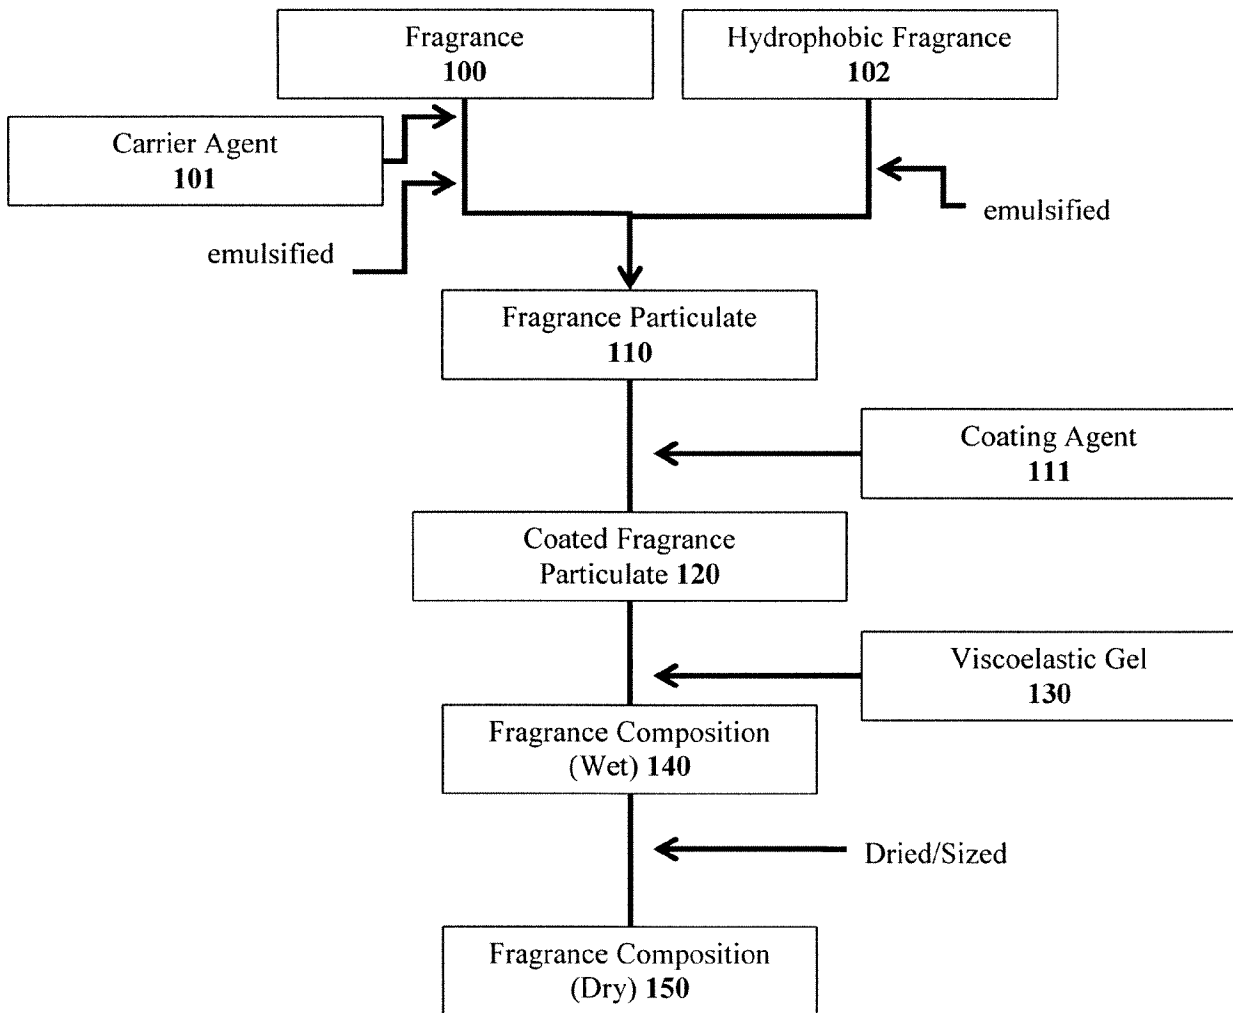 Fragrance
100
Hydrophobic Fragrance
102
Carrier Agent
101
emulsified
emulsified
Fragrance Particulate
110
Coating Agent
111
Coated Fragrance
Particulate 120
Viscoelastic Gel
130
Fragrance Composition
(Wet) 140
Dried/Sized
Fragrance Composition
(Dry) 150